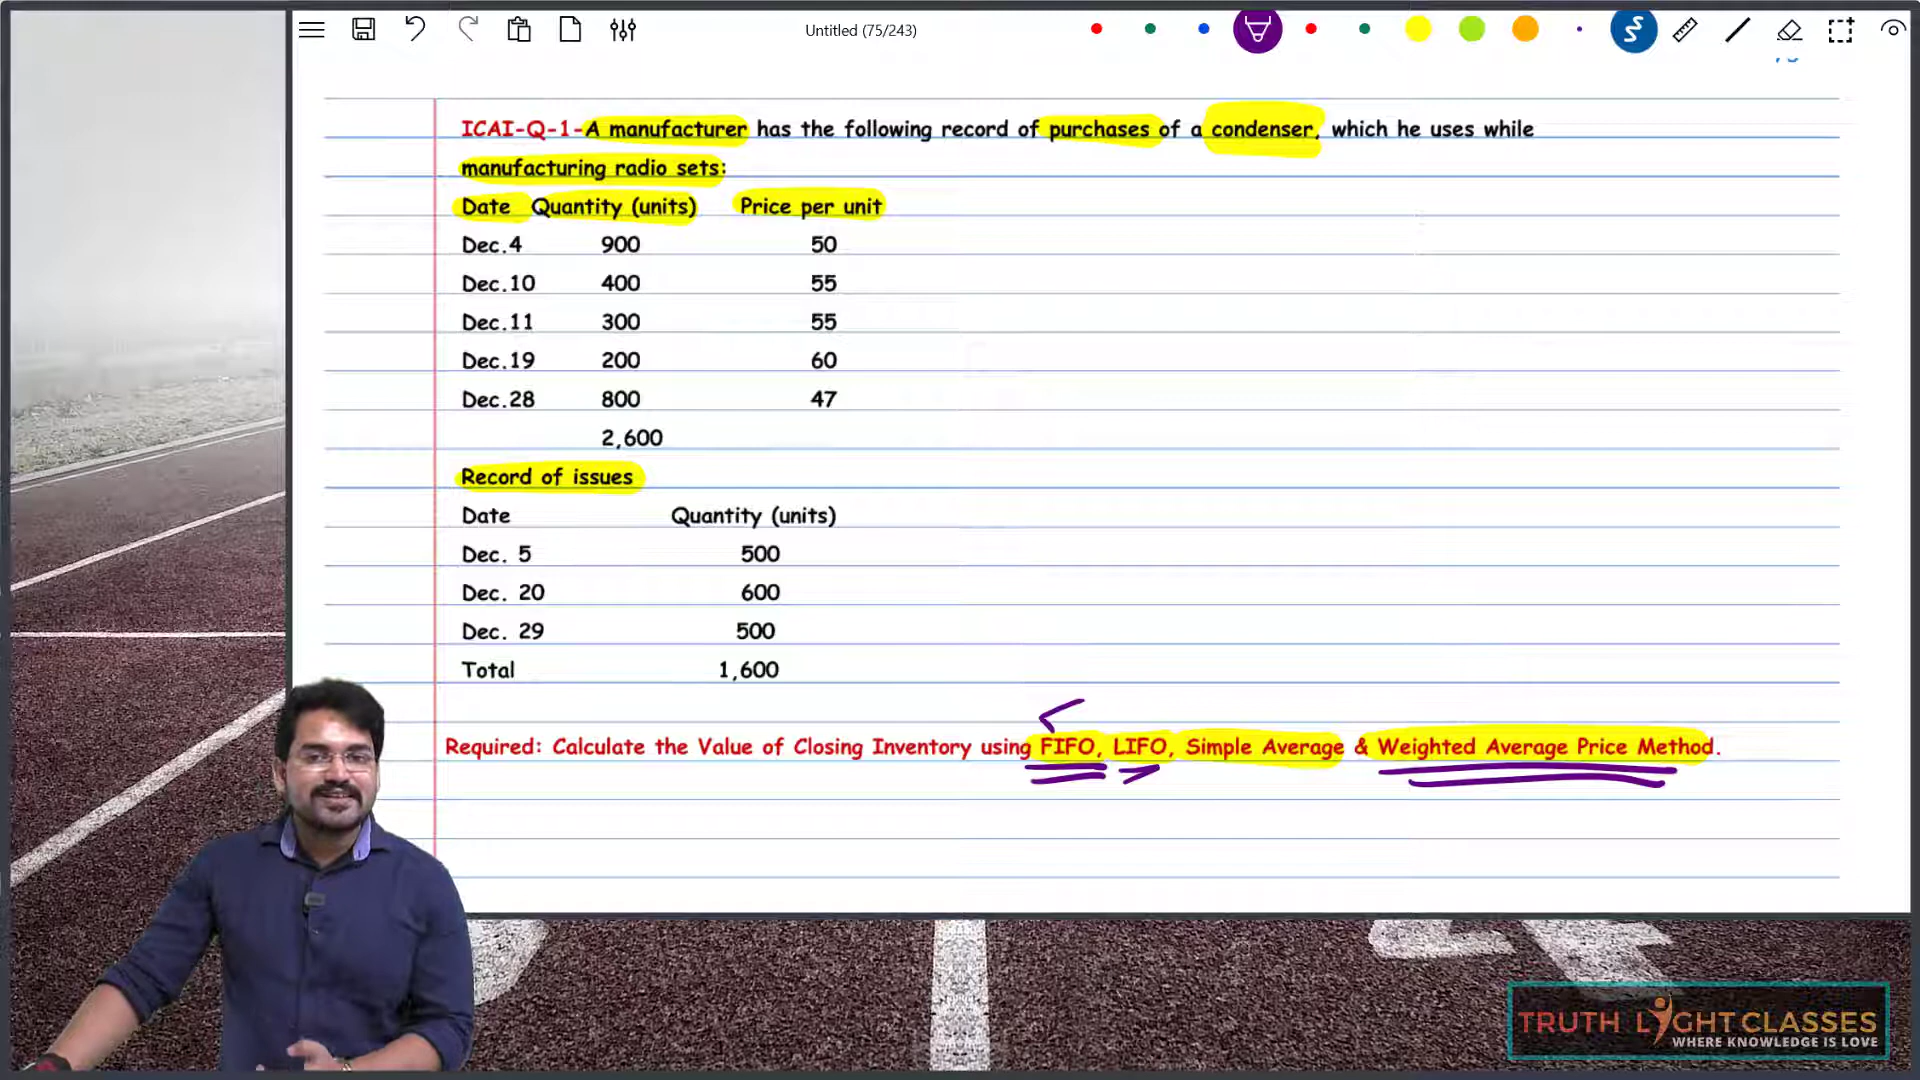 Untitled (75/243)
ICAI-Q-1-A manufacturer has the following record of purchases of a condenser, which he uses while
manufacturing radio sets:
Date Quantity (units) Price per unit
Dec.4 900 50
Dec.10 400 55
Dec.11 300 55
Dec.19 200 60
Dec.28 800 47
2,600
Record of issues
Date Quantity (units)
Dec. 5 500
Dec. 20 600
Dec. 29 500
Total 1,600
Required: Calculate the Value of Closing Inventory using FIFO, LIFO, Simple Average & Weighted Average Price Method.
TRUTH LIGHT CLASSES
WHERE KNOWLEDGE IS LOVE